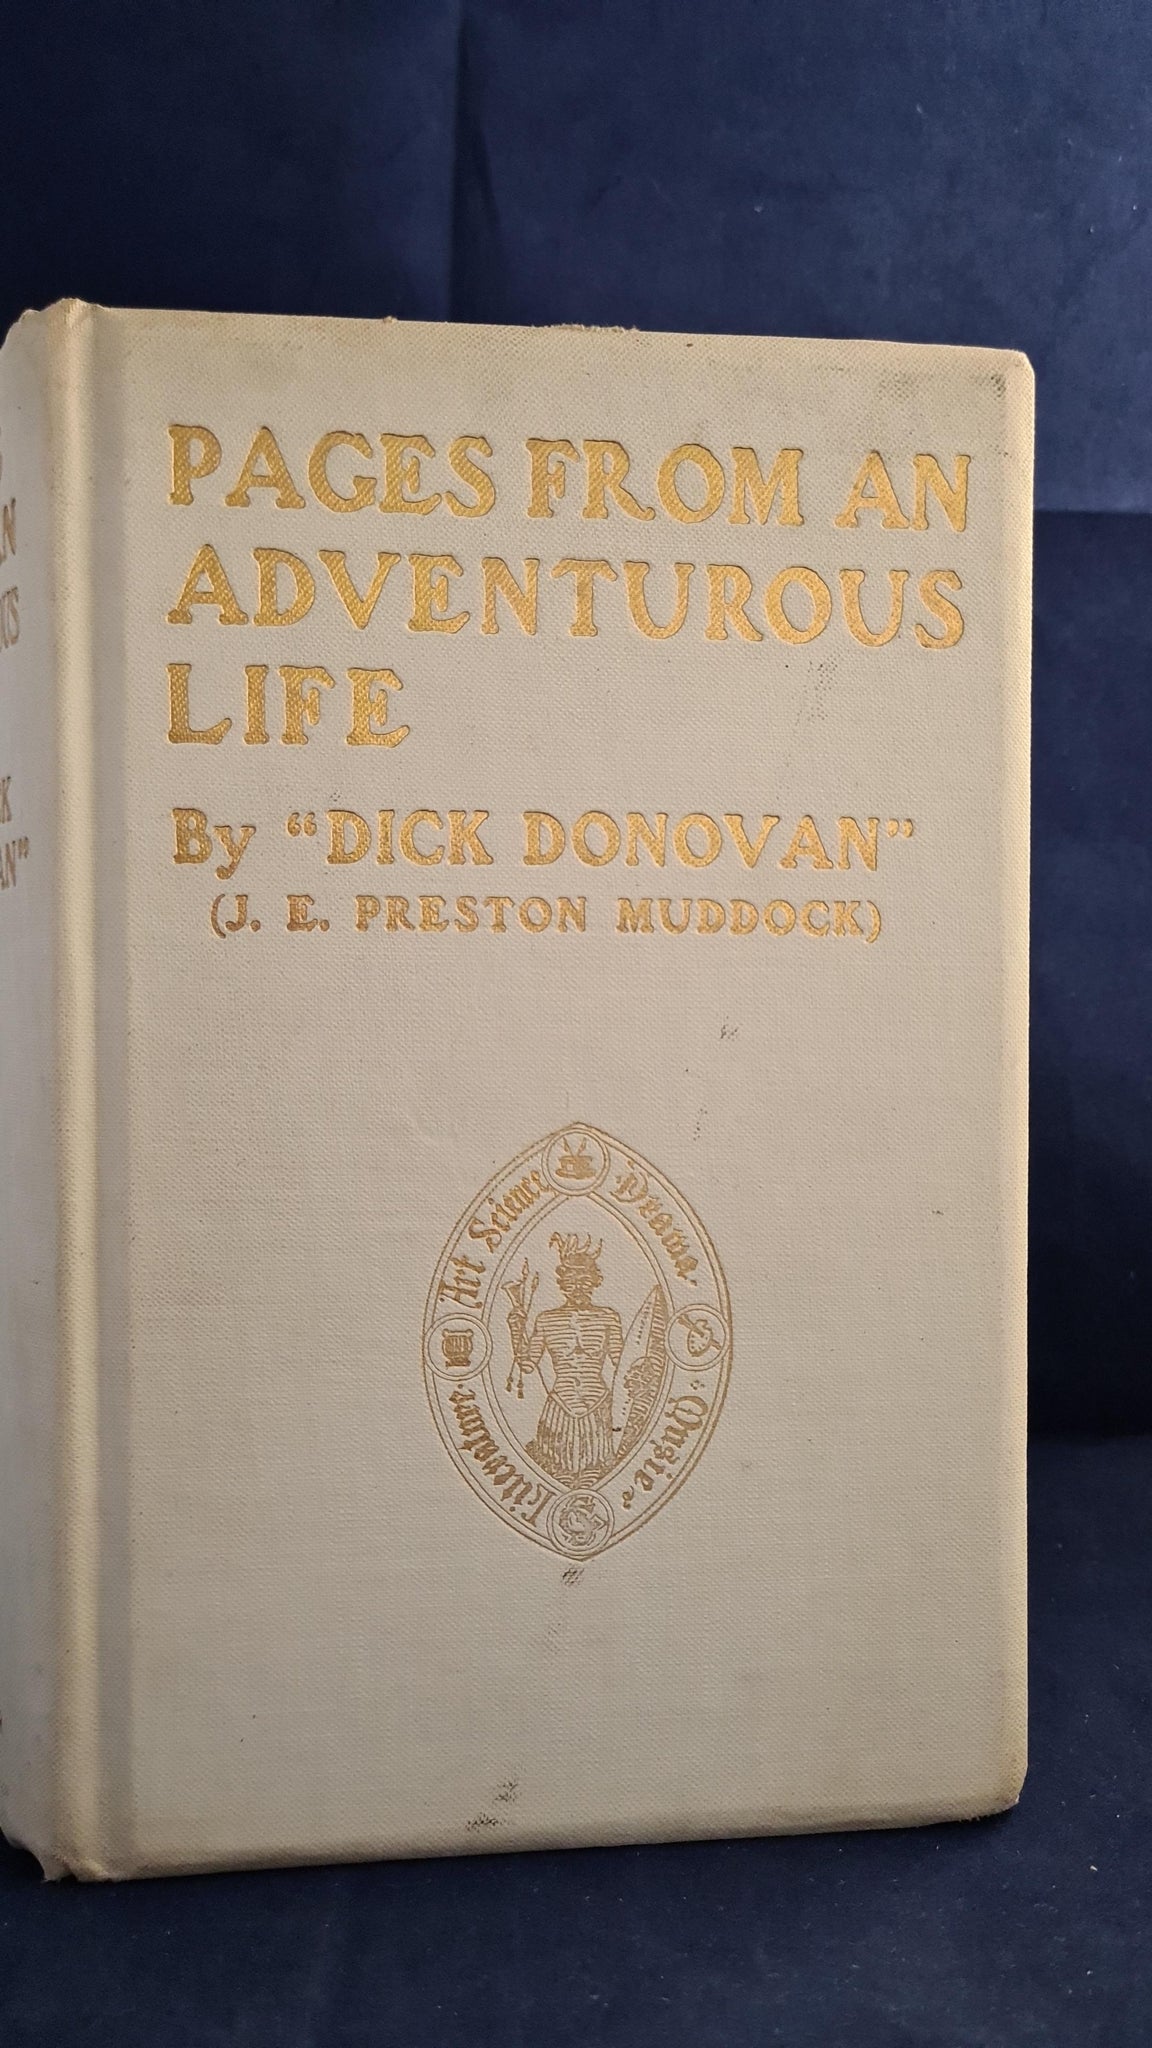 PAGES FROM AN
ADVENTUROUS
LIFE
By "DICK DONOVAN"
(J. E. PRESTON MUDDOCK)
Art Science
Drama
Music
Literature